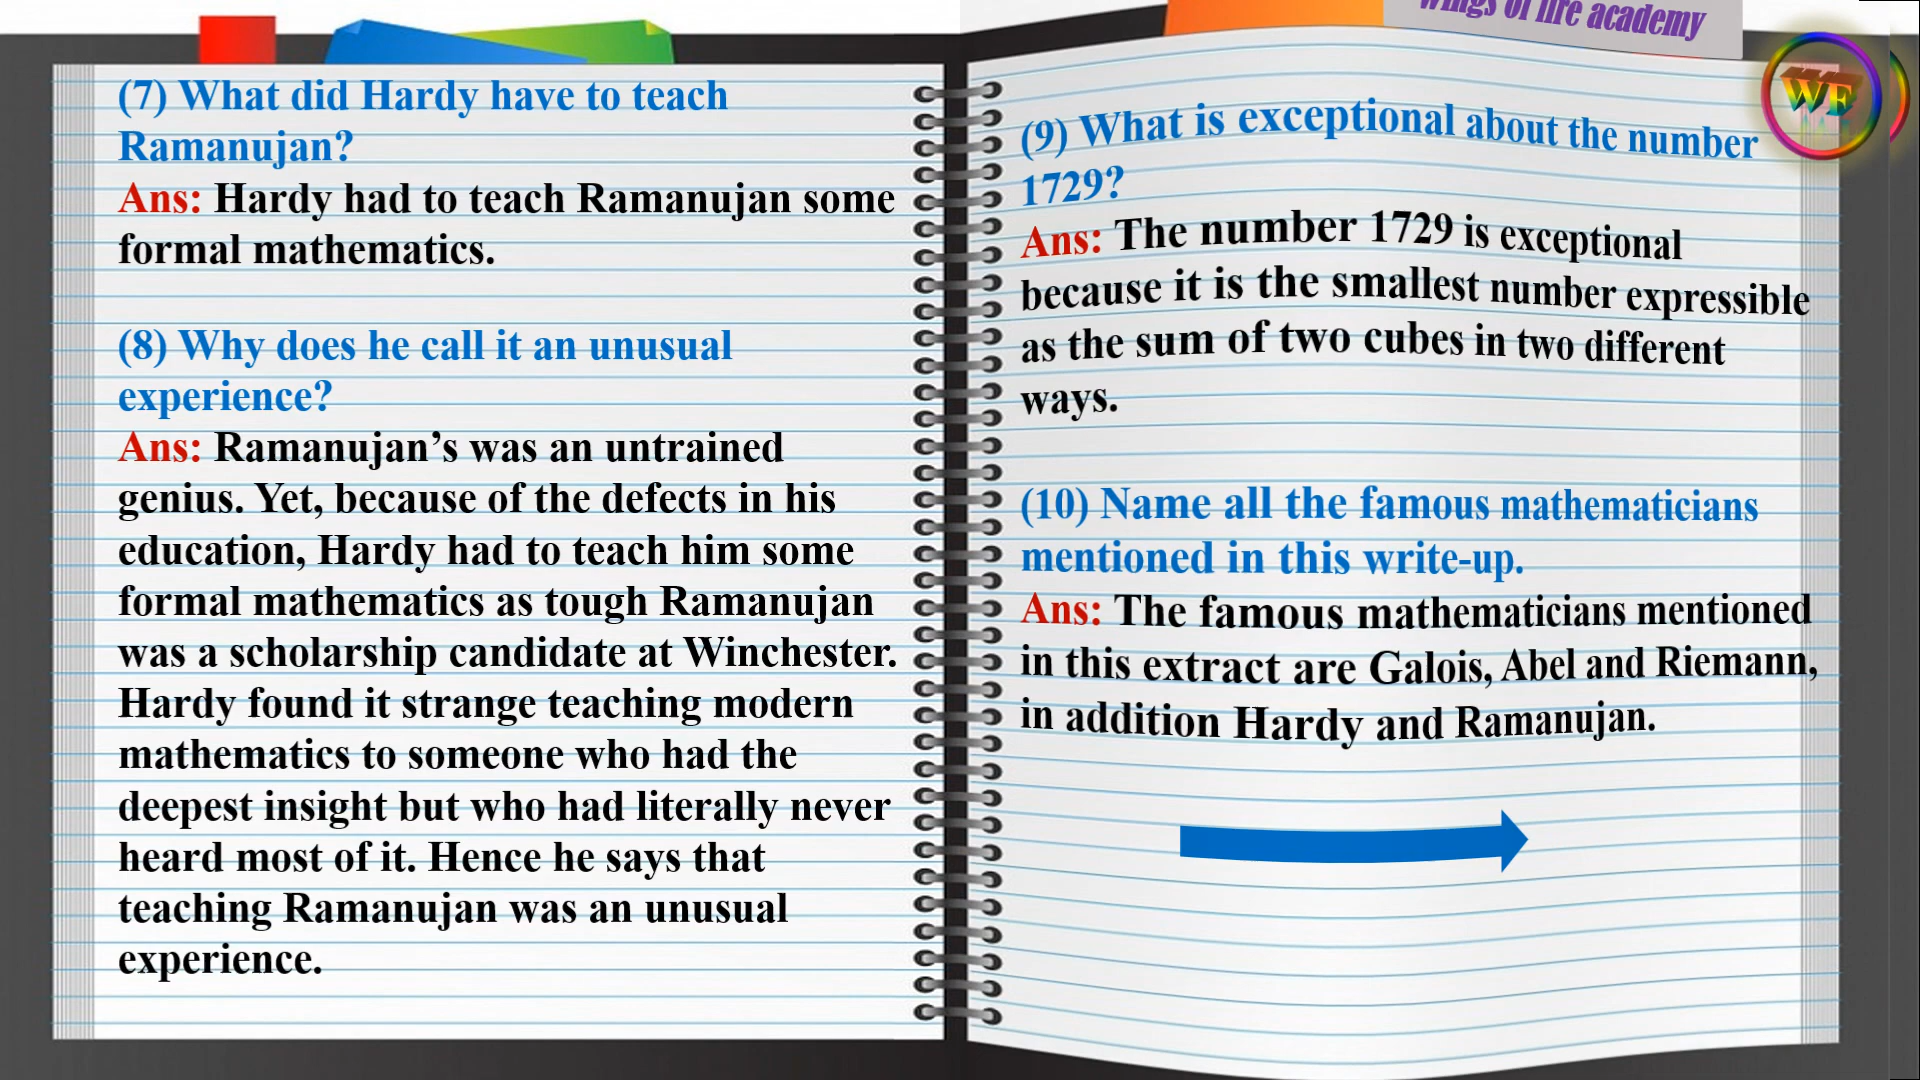 (7) What did Hardy have to teach
Ramanujan?
Ans: Hardy had to teach Ramanujan some
formal mathematics.
(8) Why does he call it an unusual
experience?
Ans: Ramanujan’s was an untrained
genius. Yet, because of the defects in his
education, Hardy had to teach him some
formal mathematics as tough Ramanujan
was a scholarship candidate at Winchester.
Hardy found it strange teaching modern
mathematics to someone who had the
deepest insight but who had literally never
heard most of it. Hence he says that
teaching Ramanujan was an unusual
experience.
wings of life academy
WE
(9) What is exceptional about the number
1729?
Ans: The number 1729 is exceptional
because it is the smallest number expressible
as the sum of two cubes in two different
ways.
(10) Name all the famous mathematicians
mentioned in this write-up.
Ans: The famous mathematicians mentioned
in this extract are Galois, Abel and Riemann,
in addition Hardy and Ramanujan.